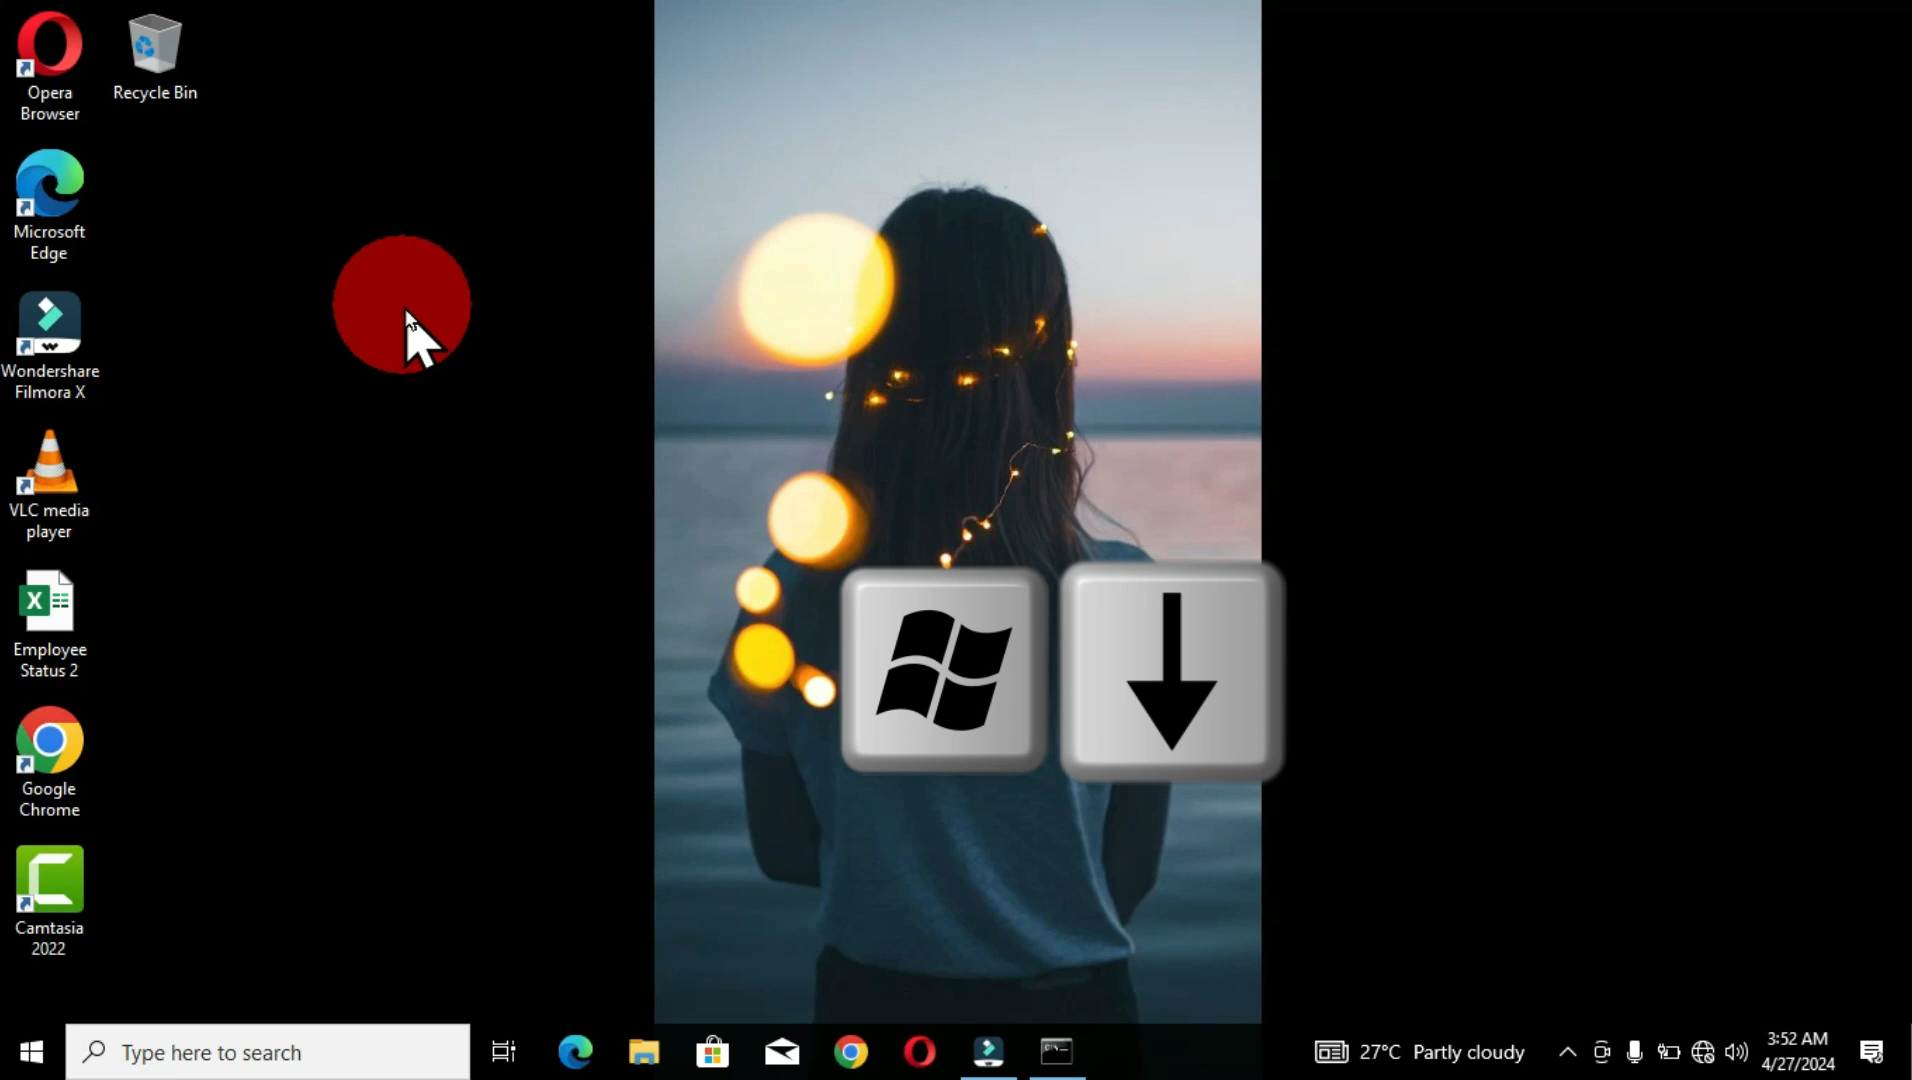 Opera
Browser
Recycle Bin
Microsoft
Edge
Wondershare
Filmora X
VLC media
player
Employee
Status 2
Google
Chrome
Camtasia
2022
Type here to search
27°C Partly cloudy
3:52 AM
4/27/2024